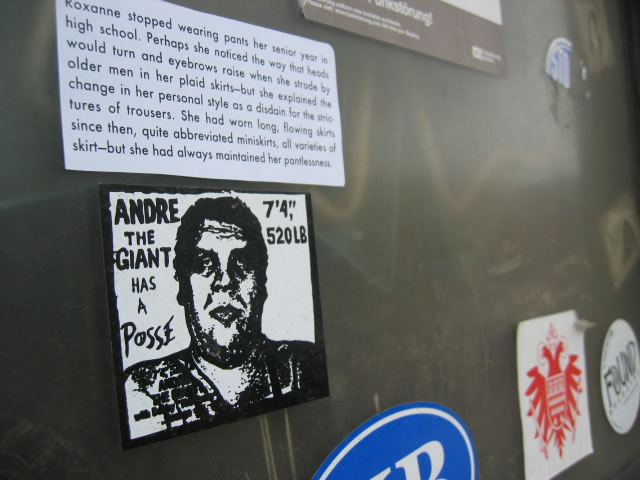 Funkstörung!
Roxanne stopped wearing pants her senior year in
high school. Perhaps she noticed the way that heads
would turn and eyebrows raise when she strode by
older men in her plaid skirts—but she explained the
change in her personal style as a disdain for the stric-
tures of trousers. She had worn long, flowing skirts
since then, quite abbreviated miniskirts, all varieties of
skirt—but she had always maintained her pantlessness.
ANDRE
THE
GIANT
HAS
A
POSSE
7'4",
520LB
FOUND